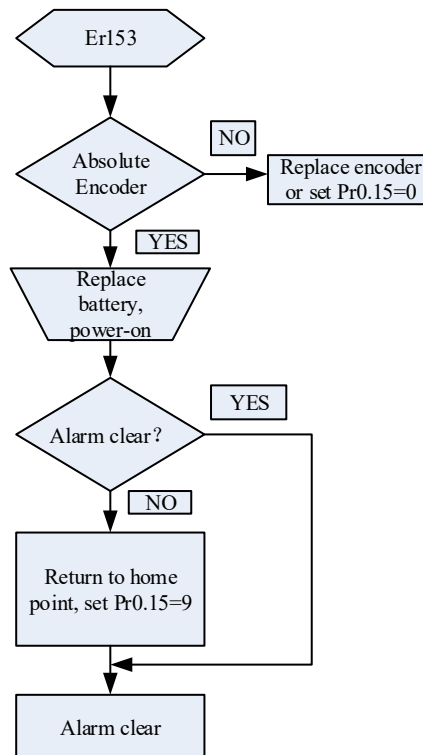 Er153
Absolute
Encoder
NO
Replace encoder
or set Pr0.15=0
YES
Replace
battery,
power-on
Alarm clear?
YES
NO
Return to home
point, set Pr0.15=9
Alarm clear